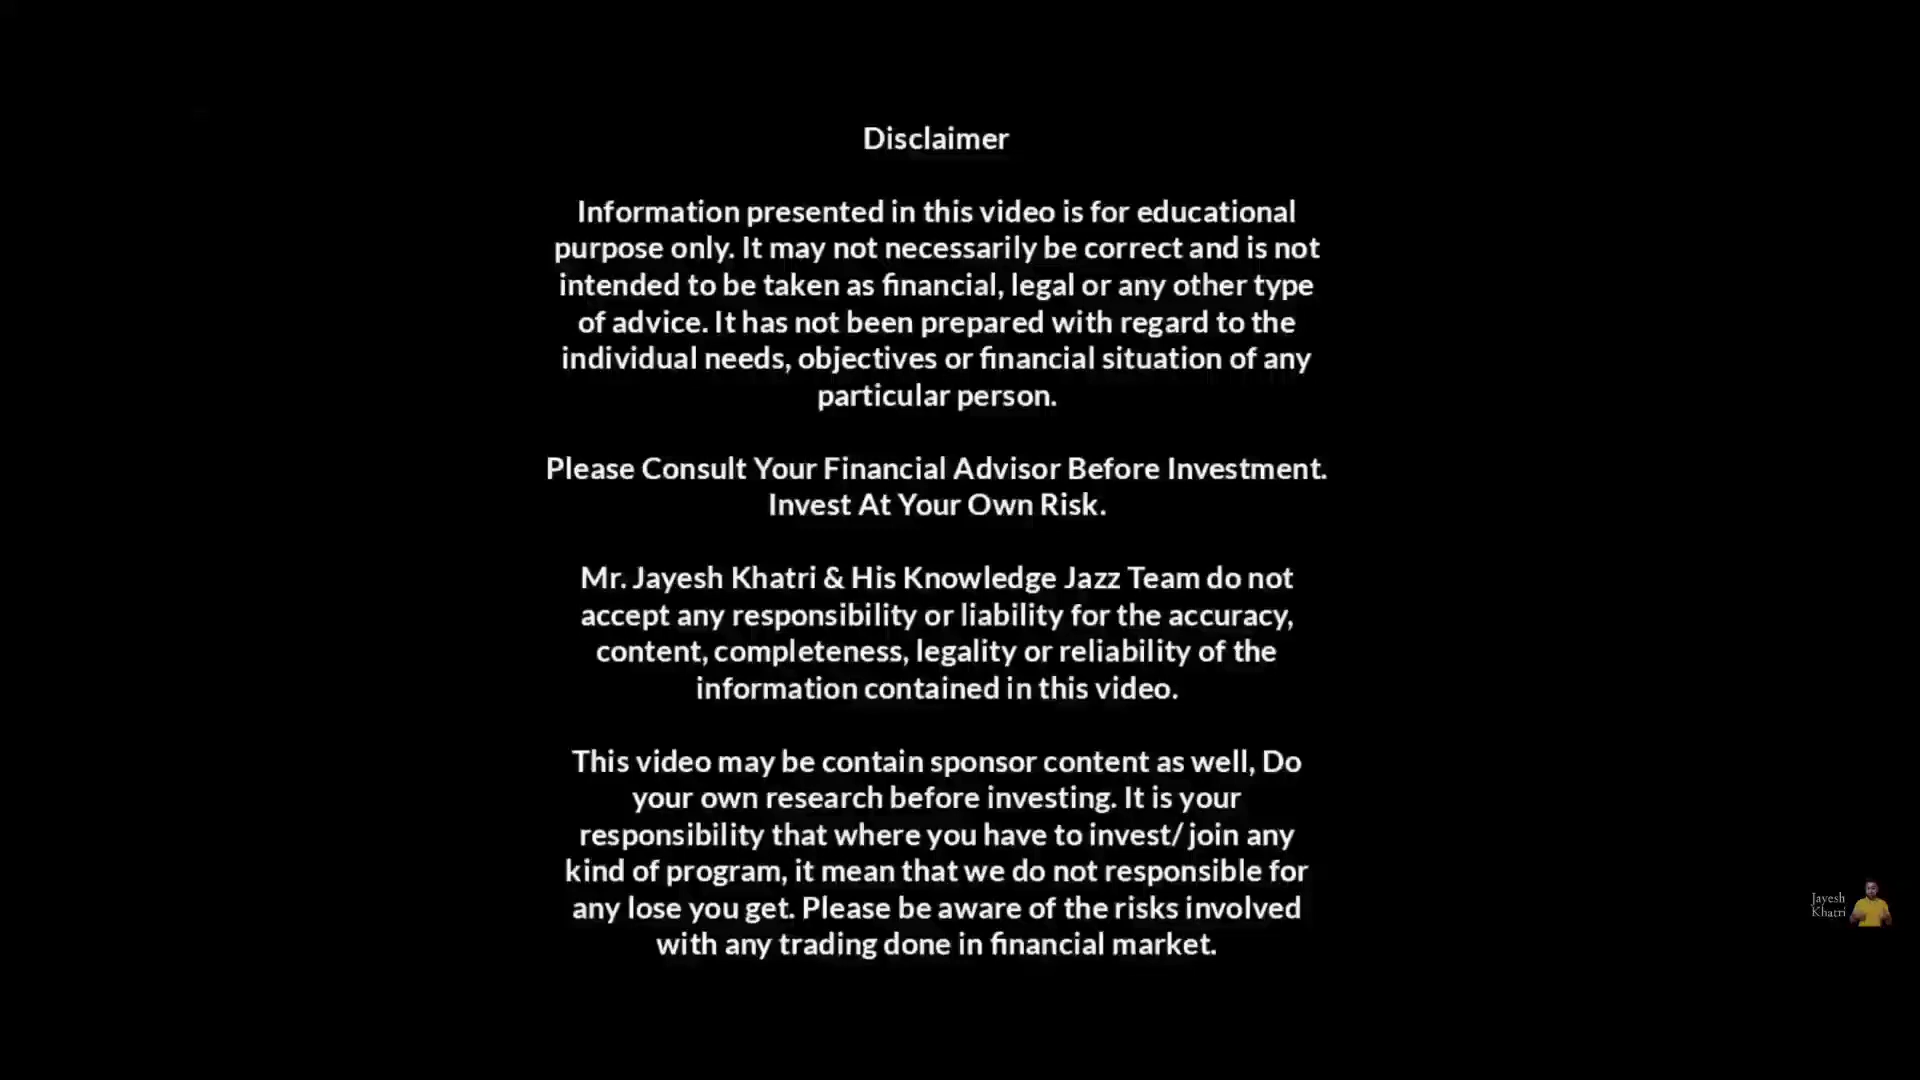 Disclaimer
Information presented in this video is for educational
purpose only. It may not necessarily be correct and is not
intended to be taken as financial, legal or any other type
of advice. It has not been prepared with regard to the
individual needs, objectives or financial situation of any
particular person.
Please Consult Your Financial Advisor Before Investment.
Invest At Your Own Risk.
Mr. Jayesh Khatri & His Knowledge Jazz Team do not
accept any responsibility or liability for the accuracy,
content, completeness, legality or reliability of the
information contained in this video.
This video may be contain sponsor content as well, Do
your own research before investing. It is your
responsibility that where you have to invest/ join any
kind of program, it mean that we do not responsible for
any lose you get. Please be aware of the risks involved
with any trading done in financial market.
Jayesh
Khatri